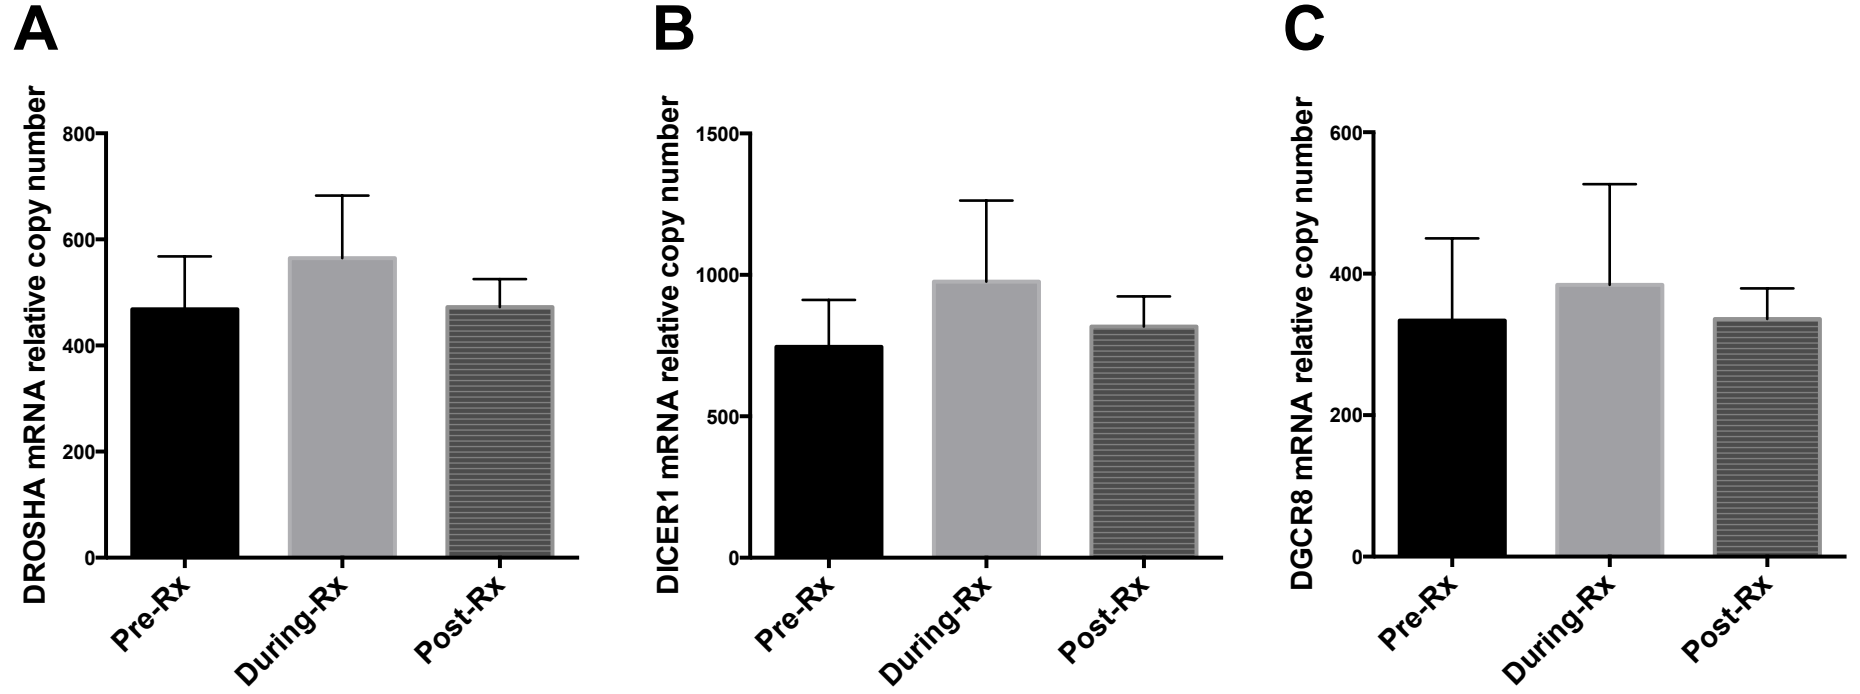 A
DROSHA mRNA relative copy number
800
600
400
200
0
Pre-Rx
During-Rx
Post-Rx
B
DICER1 mRNA relative copy number
1500
1000
500
0
Pre-Rx
During-Rx
Post-Rx
C
DGCR8 mRNA relative copy number
600
400
200
0
Pre-Rx
During-Rx
Post-Rx